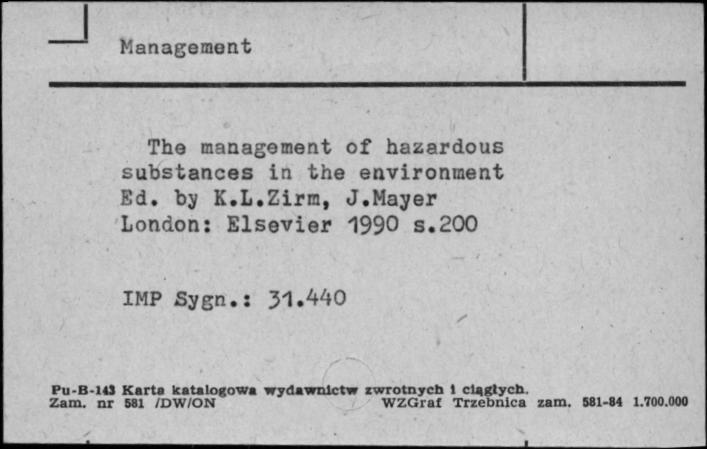 Management
The management of hazardous
substances in the environment
Ed. by K.L.Zirm, J.Mayer
London: Elsevier 1990 s.200
IMP Sygn.: 31.440
Pu-B-143 Karta katalogowa wydawnictw zwrotnych i ciągłych.
Zam. nr 581 /DW/ON WZGraf Trzebnica zam. 581-84 1.700.000